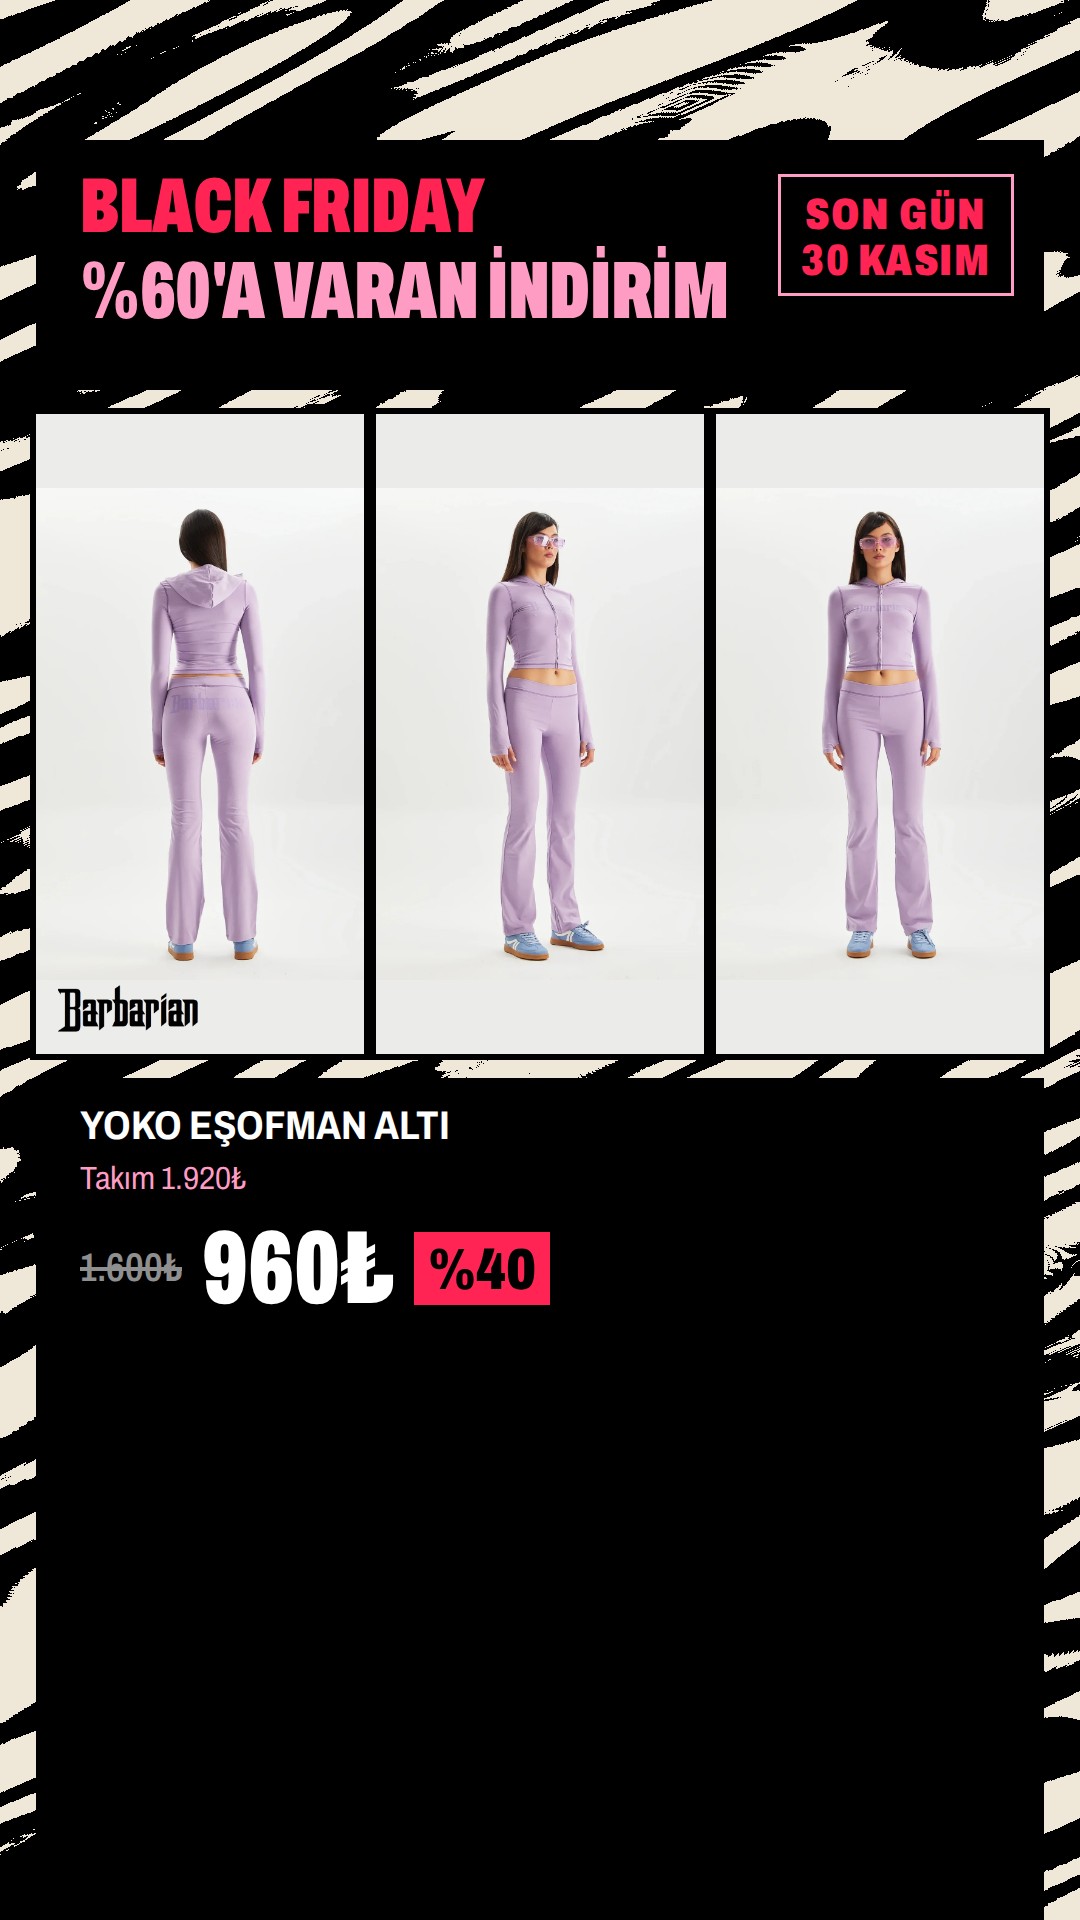 BLACK FRIDAY
%60'A VARAN İNDİRİM
SON GÜN
30 KASIM
Barbarian
YOKO EŞOFMAN ALTI
Takım 1.920₺
1.600₺ 960₺ %40